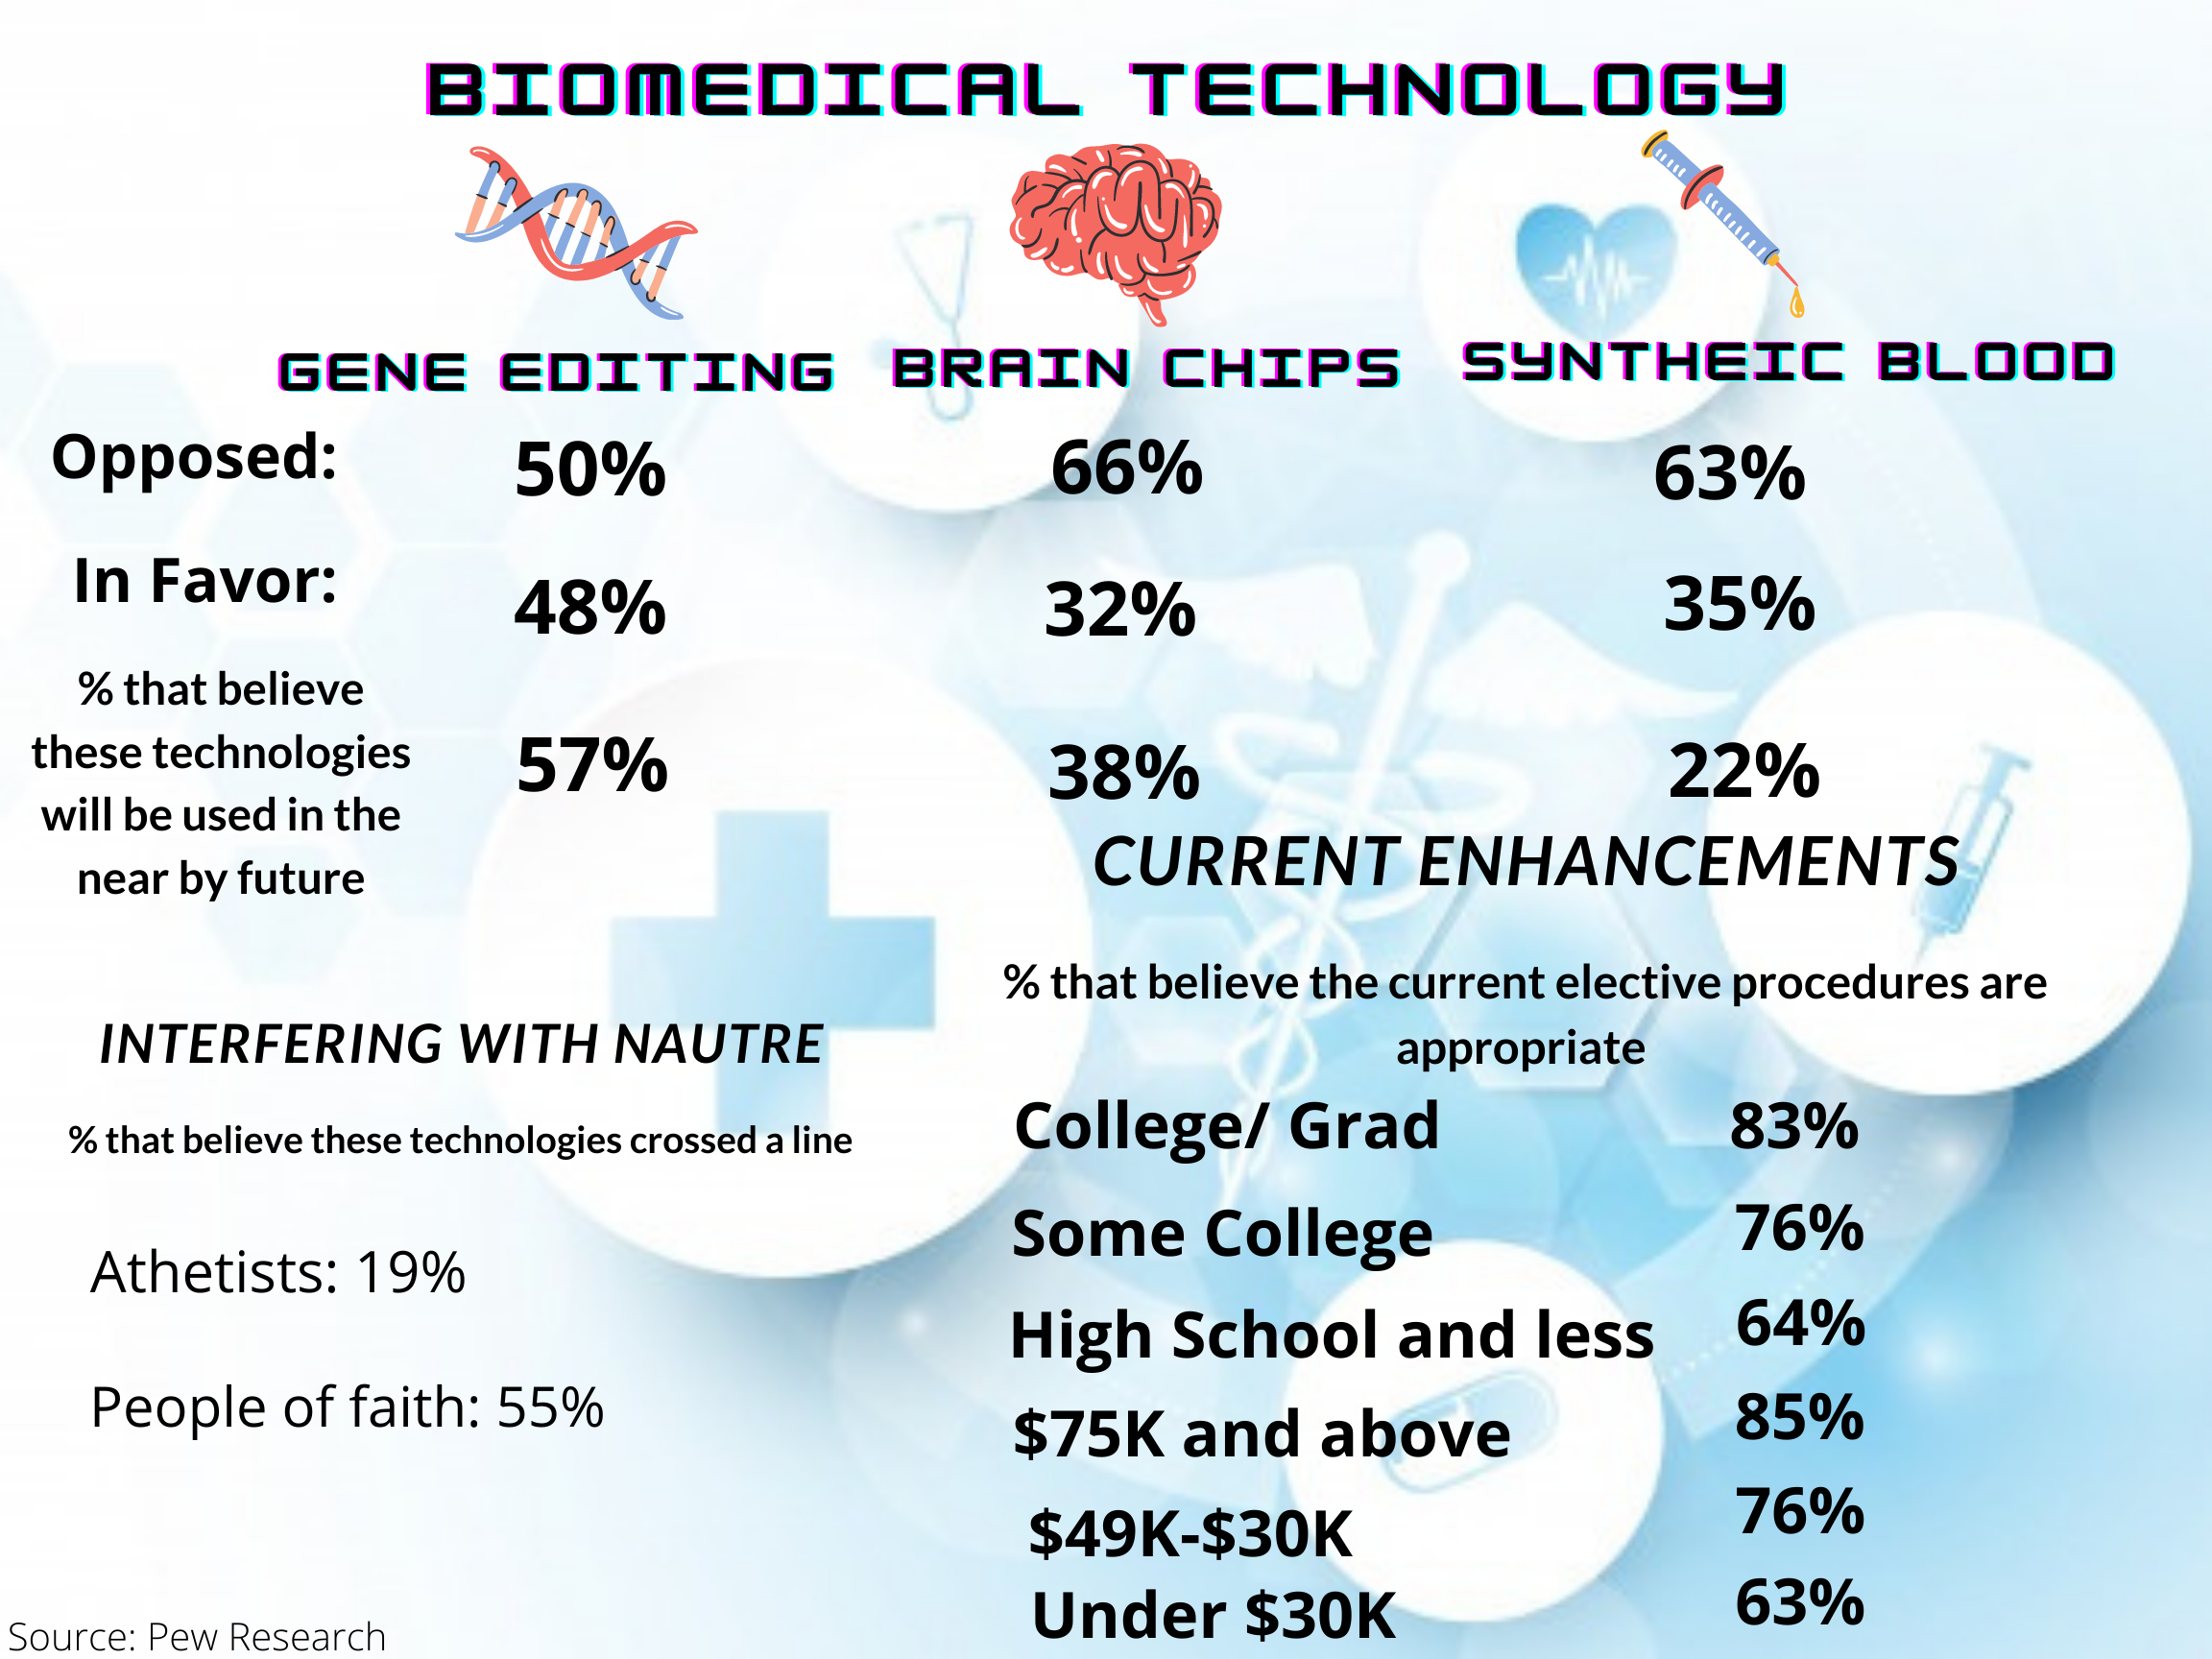 BIOMEDICAL TECHNOLOGY
GENE EDITING BRAIN CHIPS SYNTHEIC BLOOD
Opposed: 50% 66% 63%
In Favor: 48% 32% 35%
% that believe
these technologies
will be used in the
near by future
57% 38% 22%
INTERFERING WITH NAUTRE
% that believe these technologies crossed a line
Athetists: 19%
People of faith: 55%
CURRENT ENHANCEMENTS
% that believe the current elective procedures are
appropriate
College/ Grad 83%
Some College 76%
High School and less 64%
$75K and above 85%
$49K-$30K 76%
Under $30K 63%
Source: Pew Research